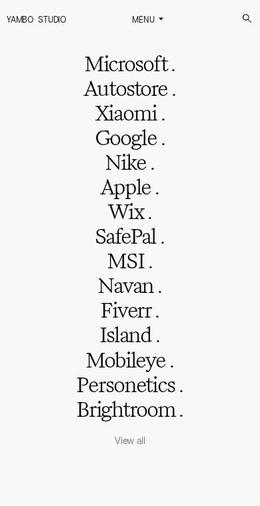 YAMBO STUDIO
MENU
Microsoft .
Autostore .
Xiaomi .
Google .
Nike .
Apple .
Wix .
SafePal .
MSI .
Navan .
Fiverr .
Island .
Mobileye .
Personetics .
Brightroom .
View all